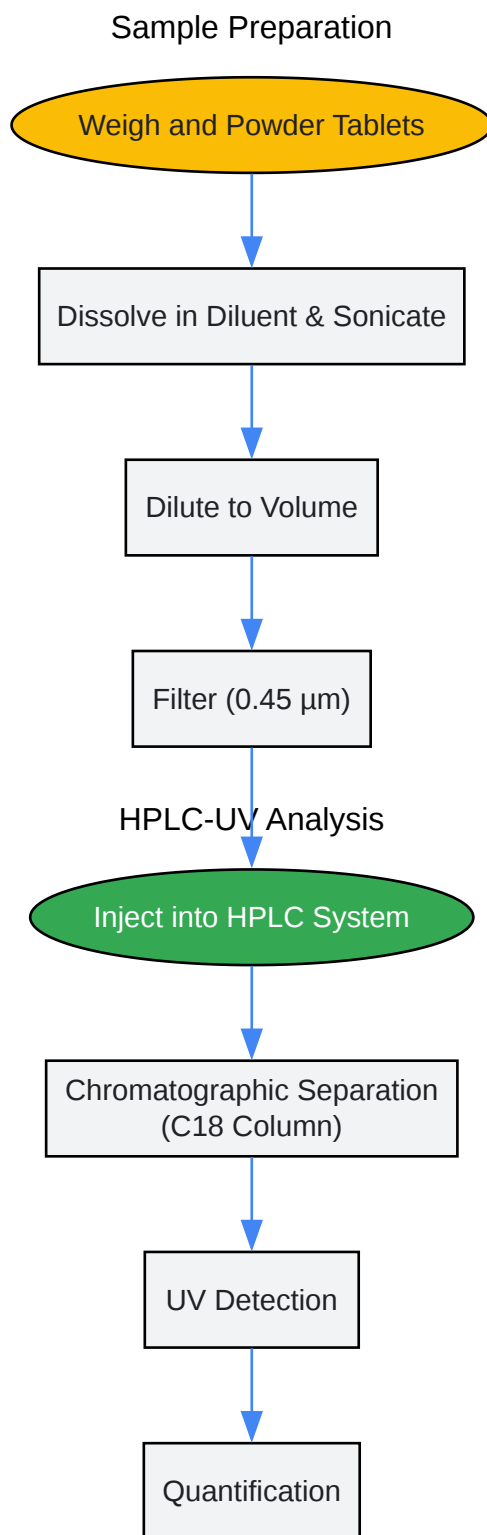 Sample Preparation
Weigh and Powder Tablets
Dissolve in Diluent & Sonicate
Dilute to Volume
Filter (0.45 µm)
HPLC-UV Analysis
Inject into HPLC System
Chromatographic Separation
(C18 Column)
UV Detection
Quantification